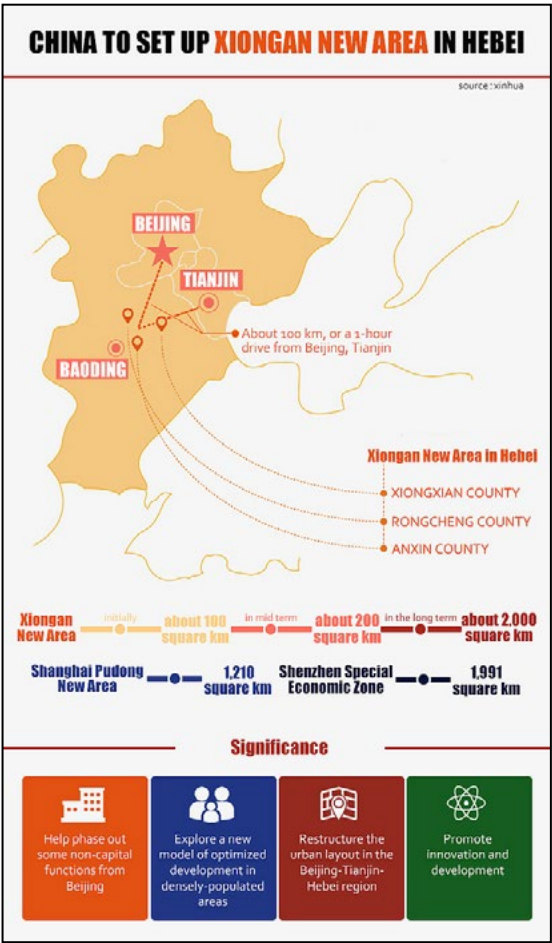 CHINA TO SET UP XIONGAN NEW AREA IN HEBEI
source:xinhua
BEIJING
TIANJIN
About 100 km, or a 1-hour
drive from Beijing, Tianjin
BAODING
Xiongan New Area in Hebei
XIONGXIAN COUNTY
RONGCHENG COUNTY
ANXIN COUNTY
Xiongan
New Area
initially
about 100
square km
in mid term
about 200
square km
in the long term
about 2,000
square km
Shanghai Pudong
New Area
1,210
square km
Shenzhen Special
Economic Zone
1,991
square km
Significance
Help phase out
some non-capital
functions from
Beijing
Explore a new
model of optimized
development in
densely-populated
areas
Restructure the
urban layout in the
Beijing-Tianjin-
Hebei region
Promote
innovation and
development